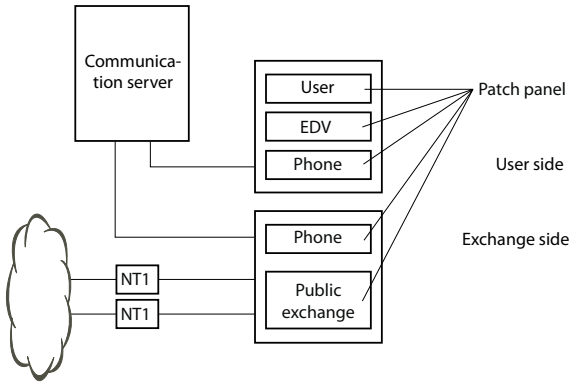 Communica-
tion server
User
EDV
Phone
Patch panel
User side
Phone
Exchange side
NT1
NT1
Public
exchange